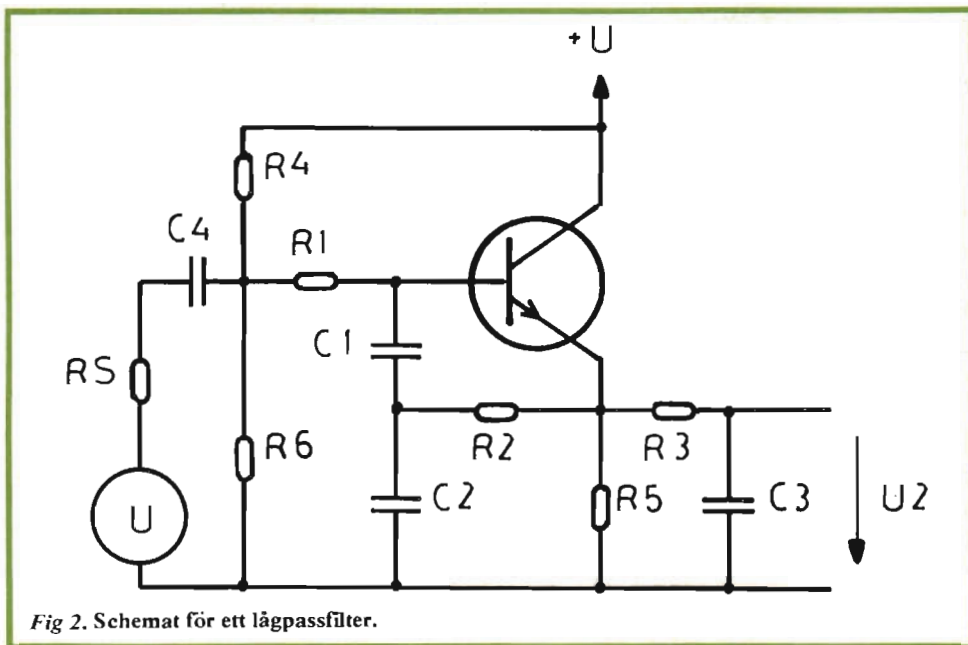 +U
R4
C4
R1
C1
RS
R2
R3
R6
C2
R5
C3
U2
U
Fig 2. Schemat för ett lågpassfilter.